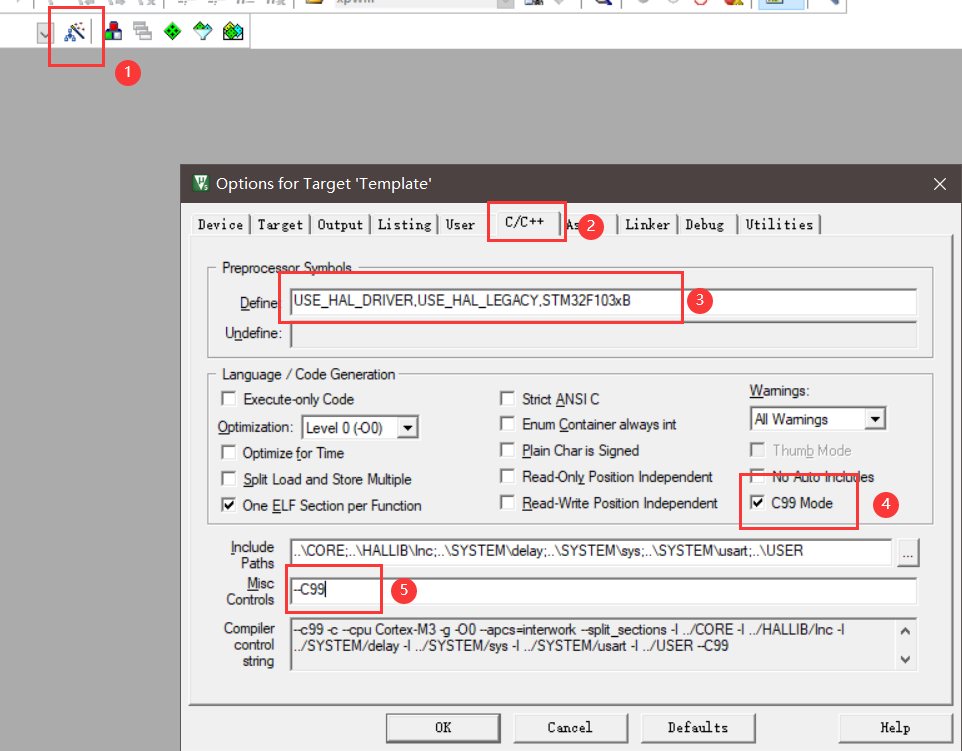 1
Options for Target 'Template'
Device Target Output Listing User C/C++ 2 Linker Debug Utilities
Preprocessor Symbols
Define: USE_HAL_DRIVER,USE_HAL_LEGACY,STM32F103xB 3
Undefine:
Language / Code Generation
Execute-only Code Strict ANSI C Warnings:
Optimization: Level 0 (-O0) Enum Container always int All Warnings
Optimize for Time Plain Char is Signed Thumb Mode
Split Load and Store Multiple Read-Only Position Independent No Auto Includes
One ELF Section per Function Read-Write Position Independent C99 Mode 4
Include Paths ..\CORE;..\HALLIB\Inc;..\SYSTEM\delay;..\SYSTEM\sys;..\SYSTEM\usart;..\USER ...
Misc Controls --C99 5
Compiler control string --c99 -c --cpu Cortex-M3 -g -O0 --apcs=interwork --split_sections -I ../CORE -I ../HALLIB/Inc -I
../SYSTEM/delay -I ../SYSTEM/sys -I ../SYSTEM/usart -I ../USER --C99
OK Cancel Defaults Help